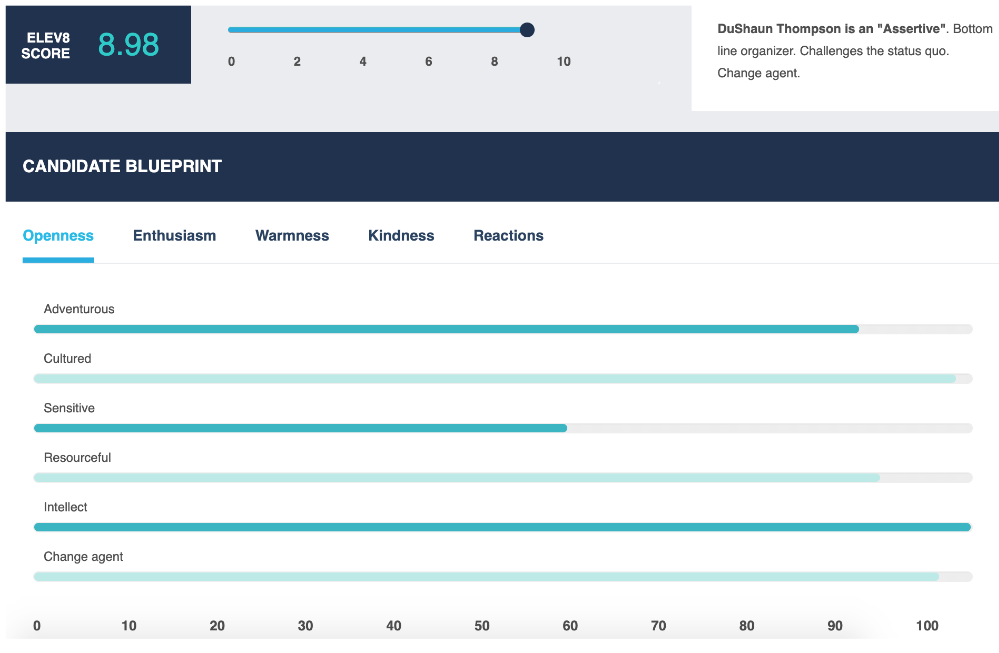 ELEV8
SCORE
8.98
0 2 4 6 8 10
DuShaun Thompson is an "Assertive". Bottom
line organizer. Challenges the status quo.
Change agent.
CANDIDATE BLUEPRINT
Openness Enthusiasm Warmness Kindness Reactions
Adventurous
Cultured
Sensitive
Resourceful
Intellect
Change agent
0 10 20 30 40 50 60 70 80 90 100